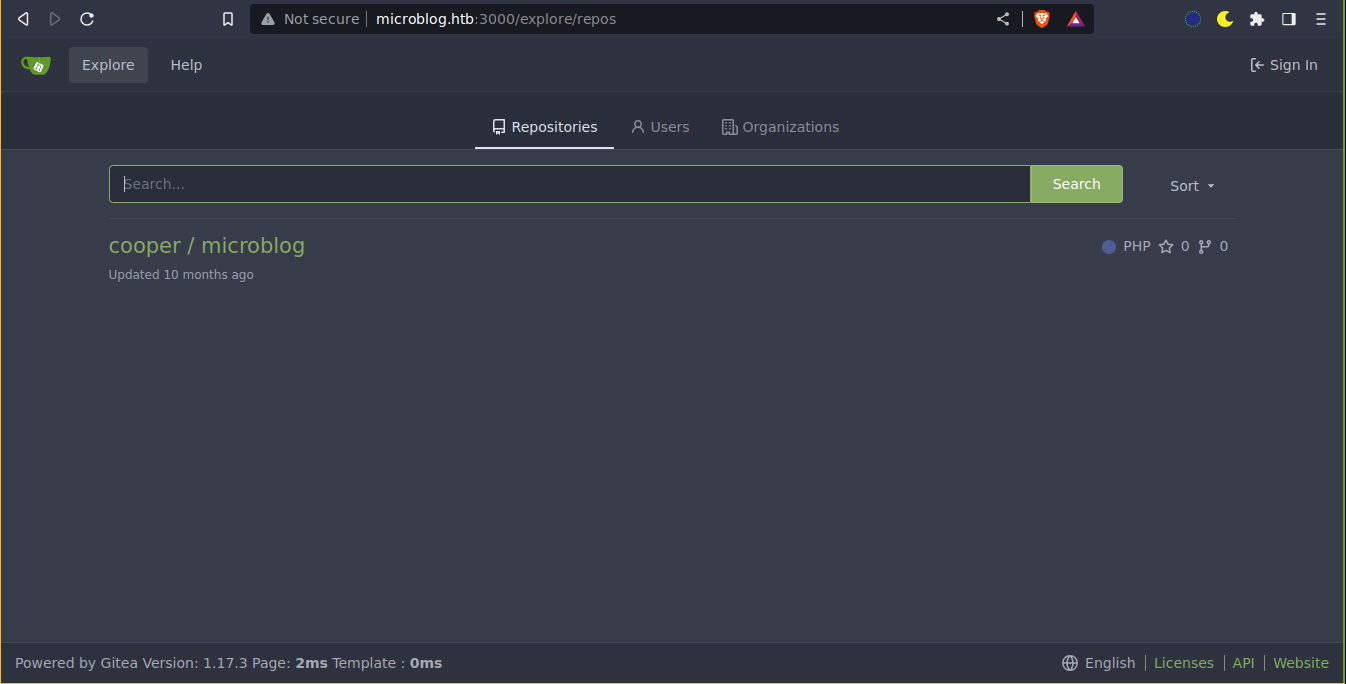 Not secure microblog.htb:3000/explore/repos
Explore Help Sign In
Repositories Users Organizations
Search... Search Sort
cooper / microblog PHP 0 0
Updated 10 months ago
Powered by Gitea Version: 1.17.3 Page: 2ms Template : 0ms English Licenses API Website